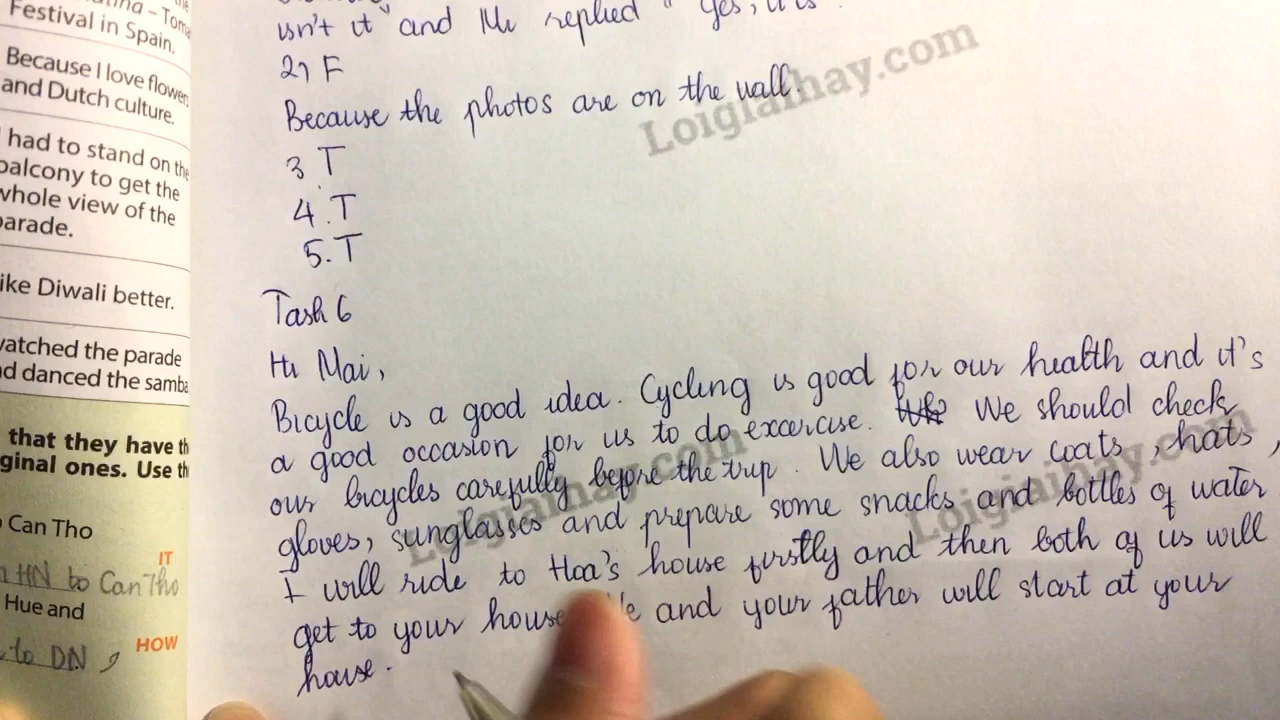 – Toma
Festival in Spain.
Because I love flowers
and Dutch culture.
had to stand on the
balcony to get the
whole view of the
parade.
like Diwali better.
watched the parade
nd danced the samba
that they have th
ginal ones. Use th
Can Tho
IT
HN to Can Tho
Hue and
HOW
to DN
isn't it" and Mi replied " Yes, it is
2) F
Because the photos are on the wall.
3 T
4. T
5. T
Task 6
Hi Mai,
Bicycle is a good idea. Cycling is good for our health and it's
a good occasion for us to do excercise. We should check
our bicycles carefully before the trip. We also wear coats, hats,
gloves, sunglasses and prepare some snacks and bottles of water
I will ride to Hoa's house firstly and then both of us will
get to your house and your father will start at your
house.
Loigiaihay.com
Loigiaihay.com
Loigiaihay.com